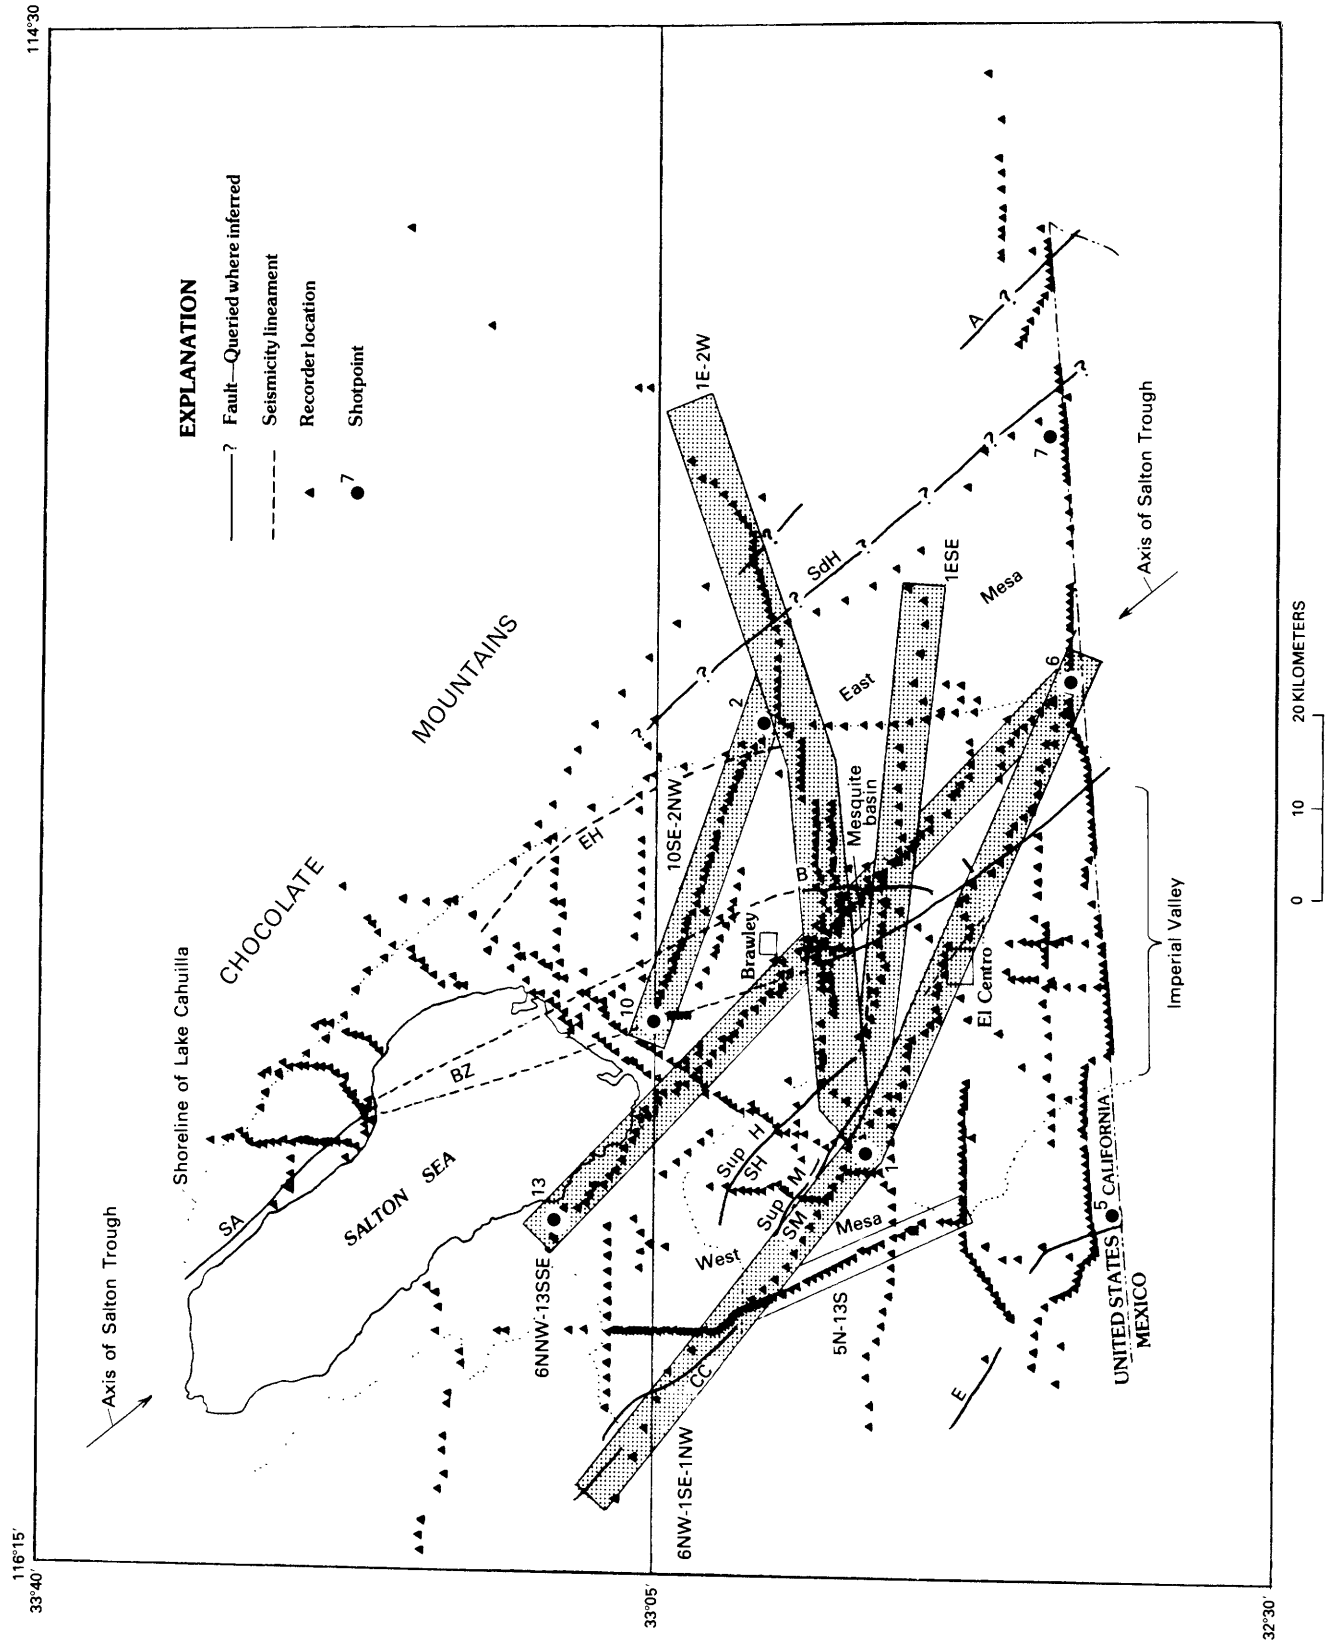 114°30
EXPLANATION
? Fault—Queried where inferred
Seismicity lineament
Recorder location
7 Shotpoint
116°15′
33°40′
33°05′
32°30′
Shoreline of Lake Cahuilla
CHOCOLATE
MOUNTAINS
Axis of Salton Trough
SALTON SEA
SA
BZ
EH
10SE-2NW
1E-2W
1ESE
6NNW-13SSE
6NW-1SE-1NW
5N-13S
13
10
2
1
6
7
5
Brawley
B
Mesquite
basin
East
Mesa
SdH
?
?
?
?
?
?
?
?
A
?
I
El Centro
Sup H
SH
Sup M
SM
West
Mesa
CC
E
UNITED STATES CALIFORNIA
MEXICO
Imperial Valley
Axis of Salton Trough
0 10 20 KILOMETERS